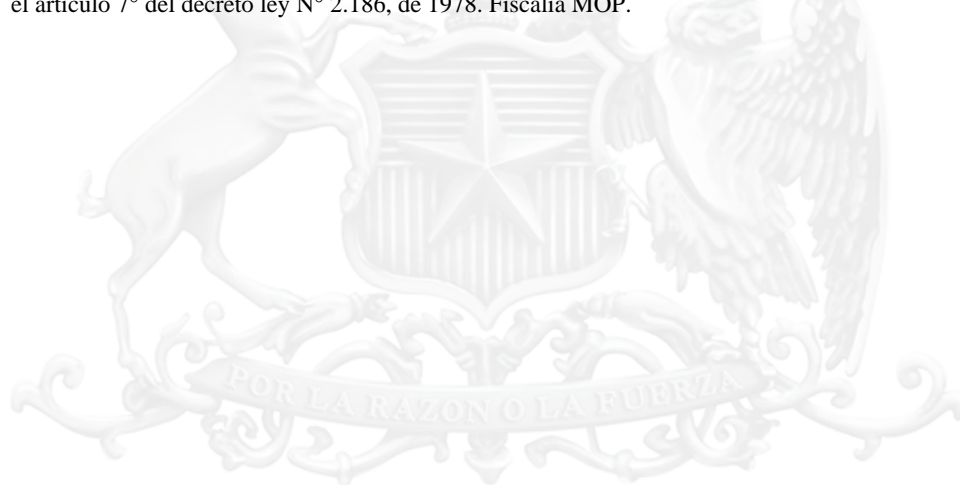 el artículo 7° del decreto ley N° 2.186, de 1978. Fiscalía MOP.
POR LA RAZON O LA FUERZA